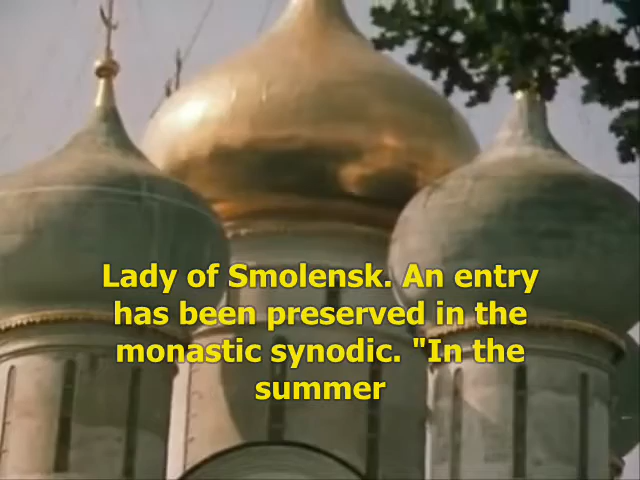 Lady of Smolensk. An entry
has been preserved in the
monastic synodic. "In the
summer